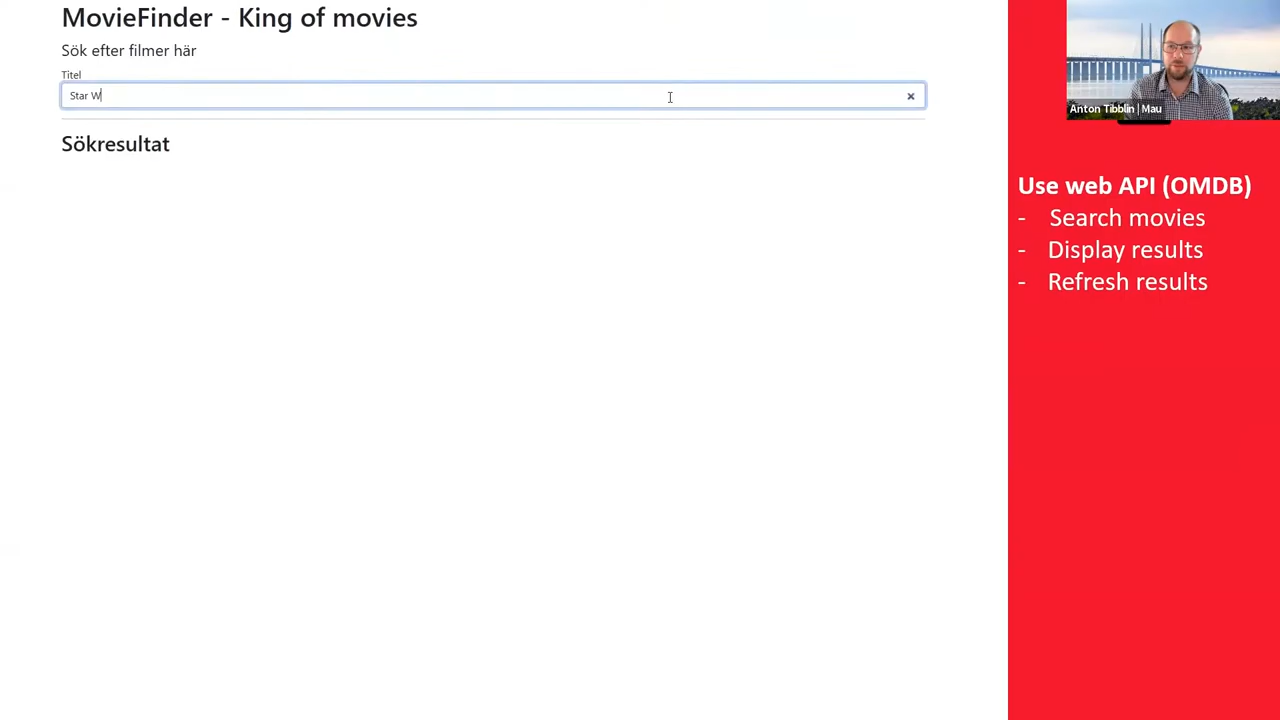 MovieFinder - King of movies
Sök efter filmer här
Titel
Star W
Sökresultat
Anton Tibblin | Mau
Use web API (OMDB)
- Search movies
- Display results
- Refresh results